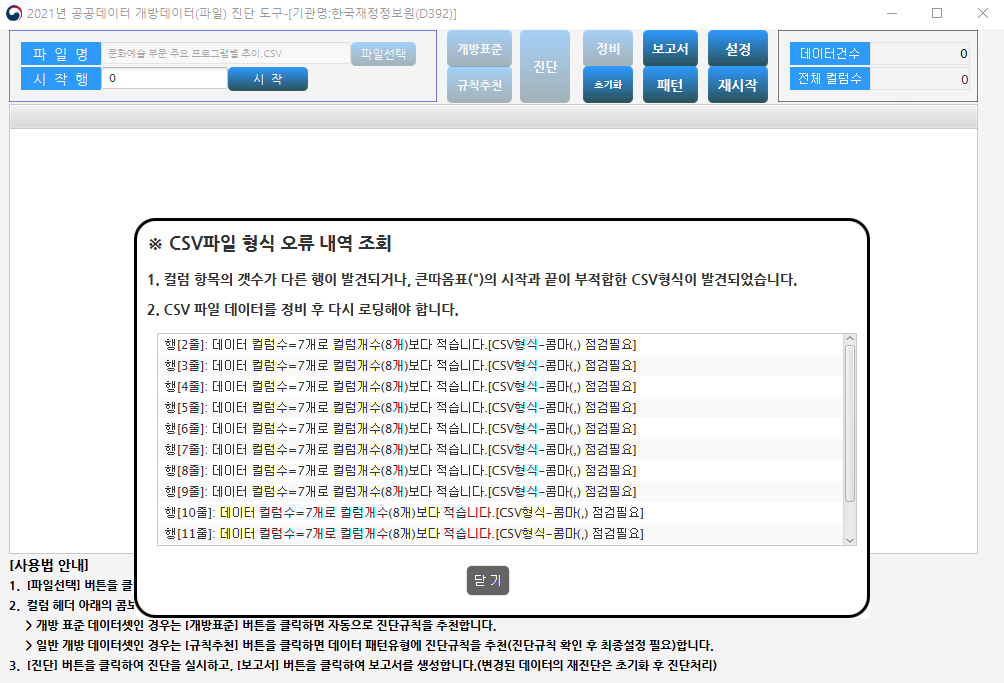 2021년 공공데이터 개방데이터(파일) 진단 도구-[기관명:한국재정정보원(D392)]
파 일 명 문화예술 부문 주요 프로그램별 추이.CSV 파일선택 개방표준 진단 정비 보고서 설정 데이터건수 0
시 작 행 0 시 작 규칙추천 초기화 패턴 재시작 전체 컬럼수 0
※ CSV파일 형식 오류 내역 조회
1. 컬럼 항목의 갯수가 다른 행이 발견되거나, 큰따옴표(")의 시작과 끝이 부적합한 CSV형식이 발견되었습니다.
2. CSV 파일 데이터를 정비 후 다시 로딩해야 합니다.
행[2줄]: 데이터 컬럼수=7개로 컬럼개수(8개)보다 적습니다.[CSV형식-콤마(,) 점검필요]
행[3줄]: 데이터 컬럼수=7개로 컬럼개수(8개)보다 적습니다.[CSV형식-콤마(,) 점검필요]
행[4줄]: 데이터 컬럼수=7개로 컬럼개수(8개)보다 적습니다.[CSV형식-콤마(,) 점검필요]
행[5줄]: 데이터 컬럼수=7개로 컬럼개수(8개)보다 적습니다.[CSV형식-콤마(,) 점검필요]
행[6줄]: 데이터 컬럼수=7개로 컬럼개수(8개)보다 적습니다.[CSV형식-콤마(,) 점검필요]
행[7줄]: 데이터 컬럼수=7개로 컬럼개수(8개)보다 적습니다.[CSV형식-콤마(,) 점검필요]
행[8줄]: 데이터 컬럼수=7개로 컬럼개수(8개)보다 적습니다.[CSV형식-콤마(,) 점검필요]
행[9줄]: 데이터 컬럼수=7개로 컬럼개수(8개)보다 적습니다.[CSV형식-콤마(,) 점검필요]
행[10줄]: 데이터 컬럼수=7개로 컬럼개수(8개)보다 적습니다.[CSV형식-콤마(,) 점검필요]
행[11줄]: 데이터 컬럼수=7개로 컬럼개수(8개)보다 적습니다.[CSV형식-콤마(,) 점검필요]
닫 기
[사용법 안내]
1. [파일선택] 버튼을 클
2. 컬럼 헤더 아래의 콤보
> 개방 표준 데이터셋인 경우는 [개방표준] 버튼을 클릭하면 자동으로 진단규칙을 추천합니다.
> 일반 개방 데이터셋인 경우는 [규칙추천] 버튼을 클릭하면 데이터 패턴유형에 진단규칙을 추천(진단규칙 확인 후 최종설정 필요)합니다.
3. [진단] 버튼을 클릭하여 진단을 실시하고, [보고서] 버튼을 클릭하여 보고서를 생성합니다.(변경된 데이터의 재진단은 초기화 후 진단처리)